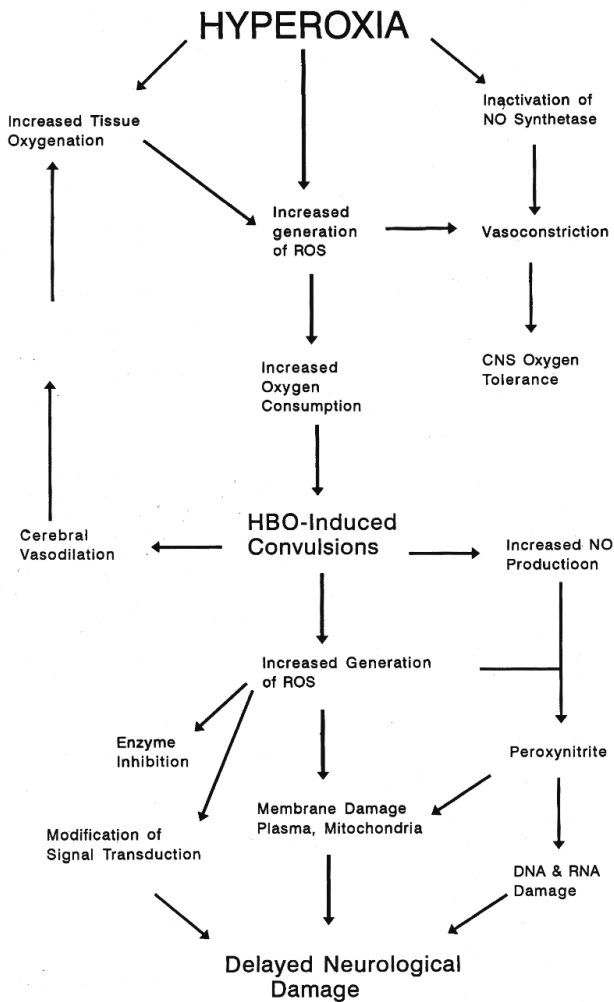 HYPEROXIA
Increased Tissue
Oxygenation
Inactivation of
NO Synthetase
Increased
generation
of ROS
Vasoconstriction
Increased
Oxygen
Consumption
CNS Oxygen
Tolerance
Cerebral
Vasodilation
HBO-Induced
Convulsions
Increased NO
Productioon
Increased Generation
of ROS
Enzyme
Inhibition
Peroxynitrite
Modification of
Signal Transduction
Membrane Damage
Plasma, Mitochondria
DNA & RNA
Damage
Delayed Neurological
Damage